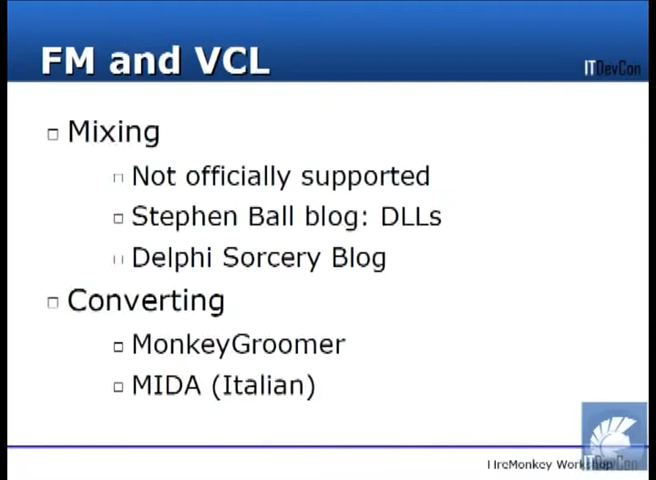 FM and VCL
ITDevCon
Mixing
Not officially supported
Stephen Ball blog: DLLs
Delphi Sorcery Blog
Converting
MonkeyGroomer
MIDA (Italian)
FireMonkey Workshop
ITDevCon